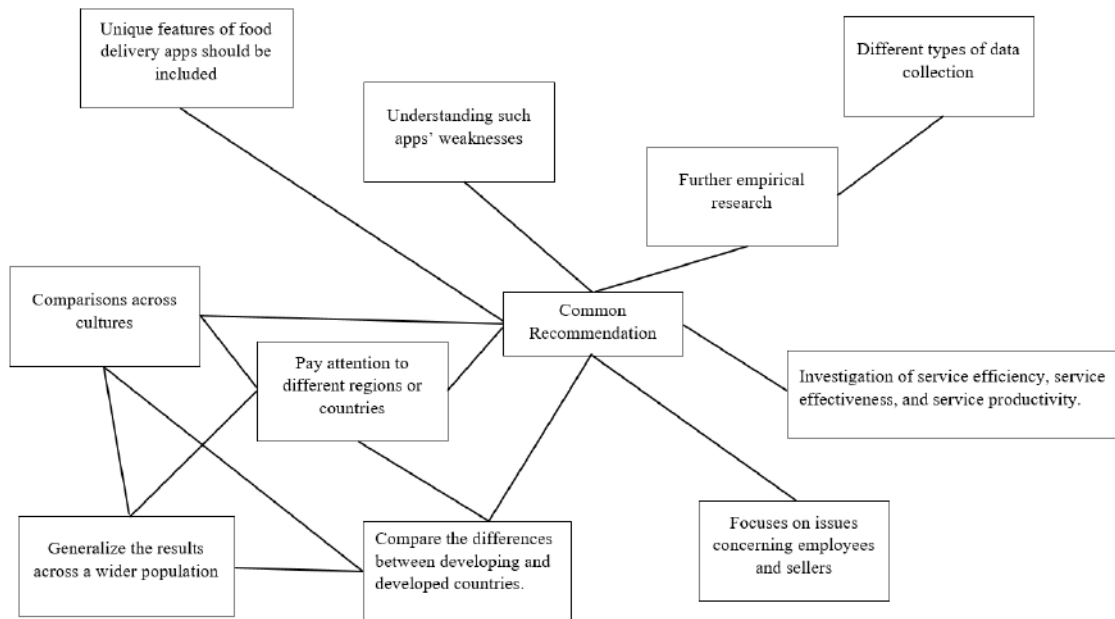 Unique features of food
delivery apps should be
included
Different types of data
collection
Understanding such
apps’ weaknesses
Further empirical
research
Comparisons across
cultures
Common
Recommendation
Pay attention to
different regions or
countries
Investigation of service efficiency, service
effectiveness, and service productivity.
Generalize the results
across a wider population
Compare the differences
between developing and
developed countries.
Focuses on issues
concerning employees
and sellers